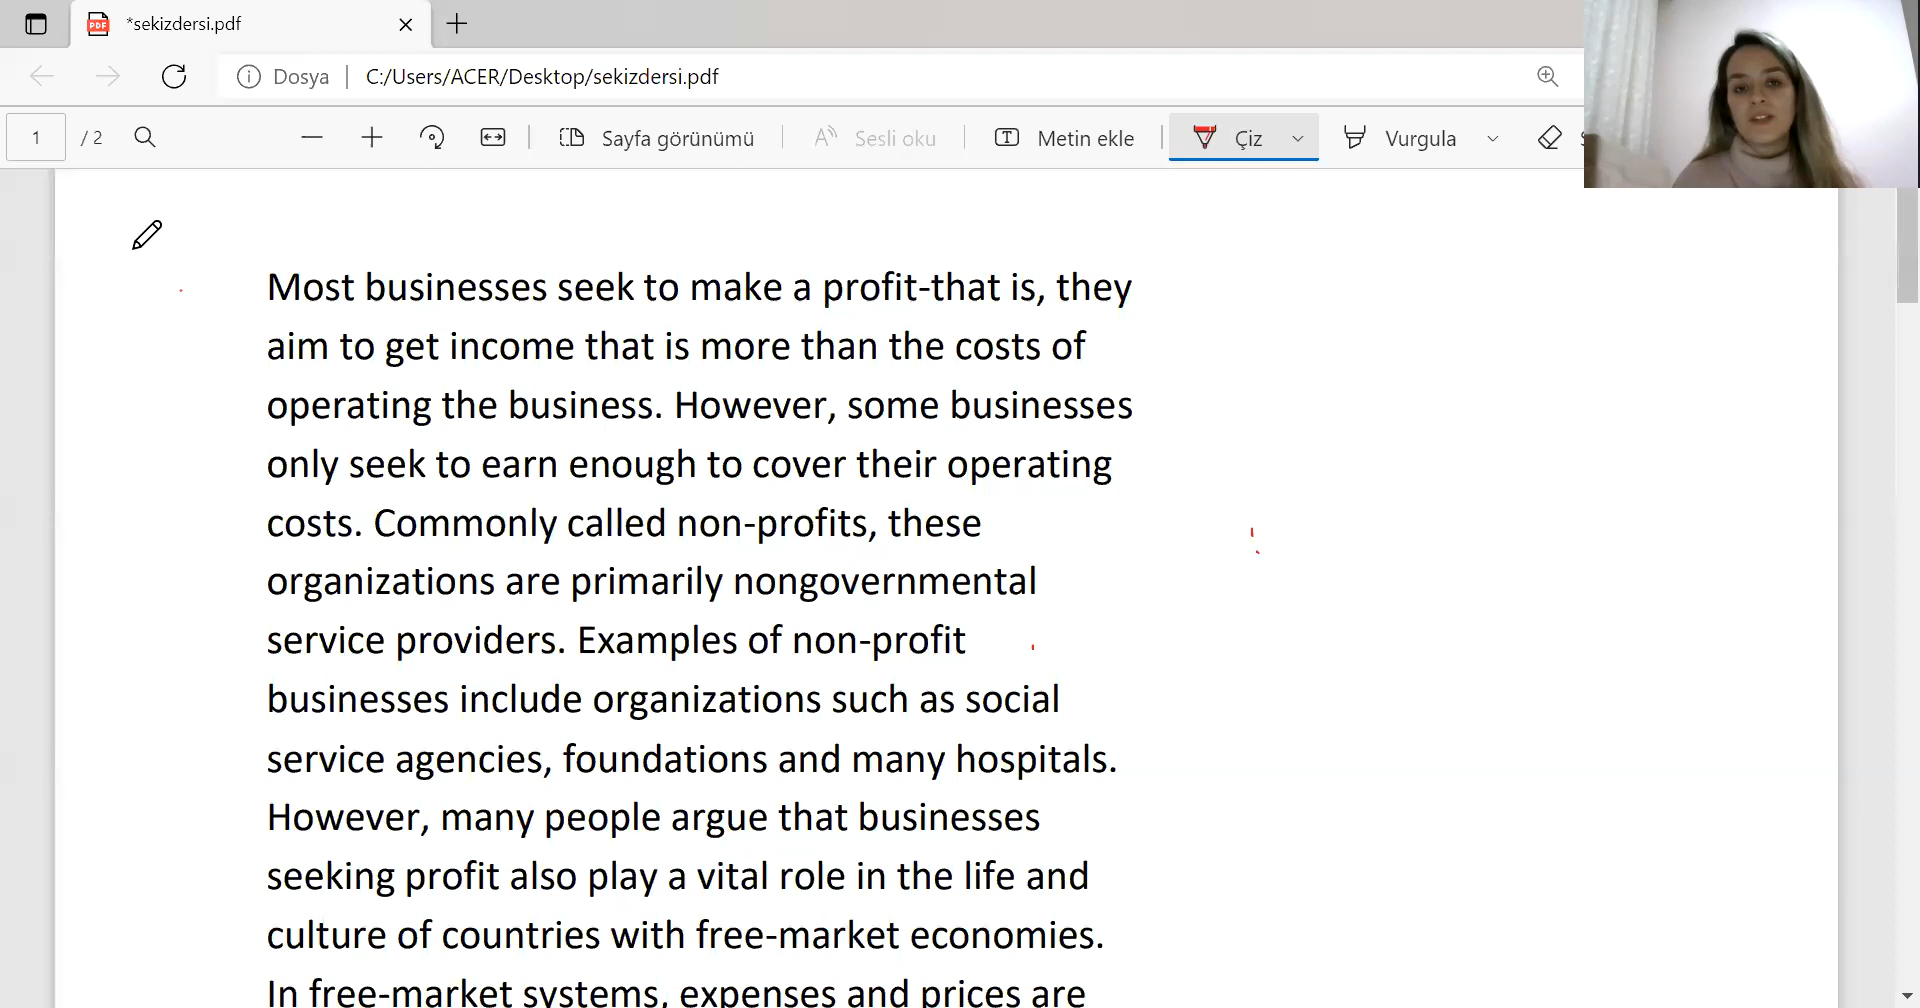 *sekizdersi.pdf
Dosya
C:/Users/ACER/Desktop/sekizdersi.pdf
1 / 2 Sayfa görünümü Sesli oku Metin ekle Çiz Vurgula
Most businesses seek to make a profit-that is, they
aim to get income that is more than the costs of
operating the business. However, some businesses
only seek to earn enough to cover their operating
costs. Commonly called non-profits, these
organizations are primarily nongovernmental
service providers. Examples of non-profit
businesses include organizations such as social
service agencies, foundations and many hospitals.
However, many people argue that businesses
seeking profit also play a vital role in the life and
culture of countries with free-market economies.
In free-market systems, expenses and prices are